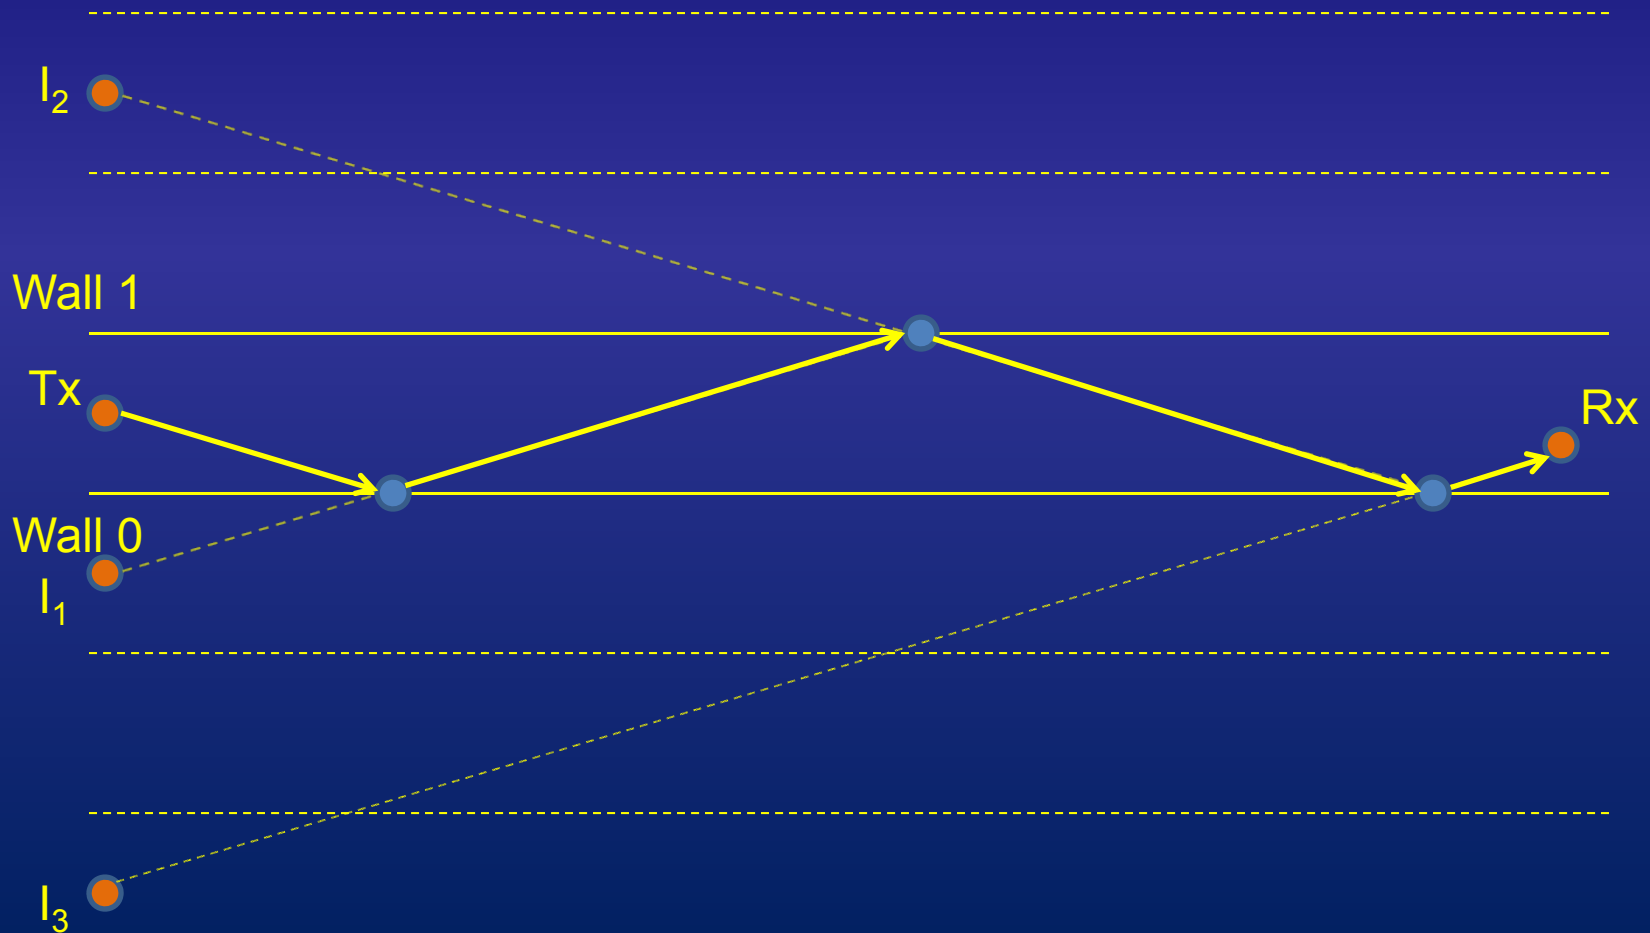 I₂
Wall 1
Tx
Rx
Wall 0
I₁
I₃